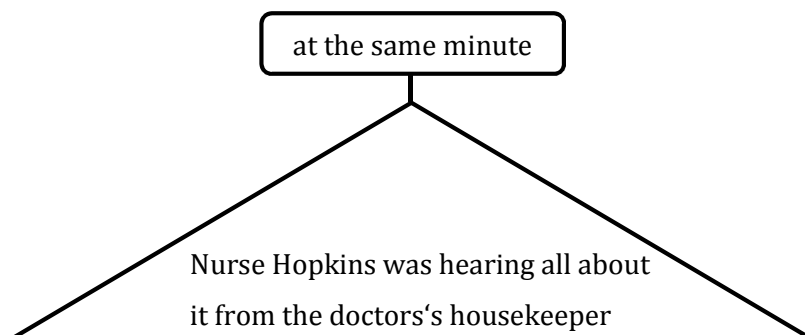 at the same minute
Nurse Hopkins was hearing all about
it from the doctors‘s housekeeper